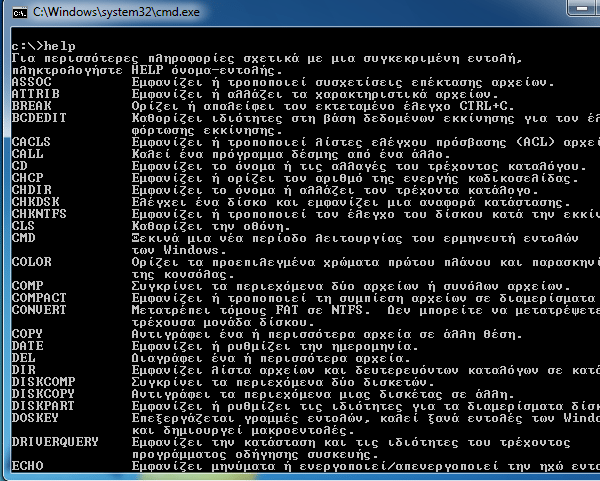 C:\Windows\system32\cmd.exe
c:\>help
Για περισσότερες πληροφορίες σχετικά με μια συγκεκριμένη εντολή,
πληκτρολογήστε HELP όνομα-εντολής.
ASSOC Εμφανίζει ή τροποποιεί συσχετίσεις επέκτασης αρχείων.
ATTRIB Εμφανίζει ή αλλάζει τα χαρακτηριστικά αρχείων.
BREAK Ορίζει ή απαλείφει τον εκτεταμένο έλεγχο CTRL+C.
BCDEDIT Καθορίζει ιδιότητες στη βάση δεδομένων εκκίνησης για τον έλ
φόρτωσης εκκίνησης.
CACLS Εμφανίζει ή τροποποιεί λίστες ελέγχου πρόσβασης (ACL) αρχεί
CALL Καλεί ένα πρόγραμμα δέσμης από ένα άλλο.
CD Εμφανίζει το όνομα ή τις αλλαγές του τρέχοντος καταλόγου.
CHCP Εμφανίζει ή ορίζει τον αριθμό της ενεργής κωδικοσελίδας.
CHDIR Εμφανίζει το όνομα ή αλλάζει τον τρέχοντα κατάλογο.
CHKDSK Ελέγχει ένα δίσκο και εμφανίζει μια αναφορά κατάστασης.
CHKNTFS Εμφανίζει ή τροποποιεί τον έλεγχο του δίσκου κατά την εκκίν
CLS Καθαρίζει την οθόνη.
CMD Ξεκινά μια νέα περίοδο λειτουργίας του ερμηνευτή εντολών
των Windows.
COLOR Ορίζει τα προεπιλεγμένα χρώματα πρώτου πλάνου και παρασκηνί
της κονσόλας.
COMP Συγκρίνει τα περιεχόμενα δύο αρχείων ή συνόλων αρχείων.
COMPACT Εμφανίζει ή τροποποιεί τη συμπίεση αρχείων σε διαμερίσματα
CONVERT Μετατρέπει τόμους FAT σε NTFS. Δεν μπορείτε να μετατρέψετε
τρέχουσα μονάδα δίσκου.
COPY Αντιγράφει ένα ή περισσότερα αρχεία σε άλλη θέση.
DATE Εμφανίζει ή ρυθμίζει την ημερομηνία.
DEL Διαγράφει ένα ή περισσότερα αρχεία.
DIR Εμφανίζει λίστα αρχείων και δευτερευόντων καταλόγων σε κατά
DISKCOMP Συγκρίνει τα περιεχόμενα δύο δισκετών.
DISKCOPY Αντιγράφει τα περιεχόμενα μιας δισκέτας σε άλλη.
DISKPART Εμφανίζει ή ρυθμίζει τις ιδιότητες για τα διαμερίσματα δίσκ
DOSKEY Επεξεργάζεται γραμμές εντολών, καλεί ξανά εντολές των Windo
και δημιουργεί μακροεντολές.
DRIVERQUERY Εμφανίζει την κατάσταση και τις ιδιότητες του τρέχοντος
προγράμματος οδήγησης συσκευής.
ECHO Εμφανίζει μηνύματα ή ενεργοποιεί/απενεργοποιεί την ηχώ εντο